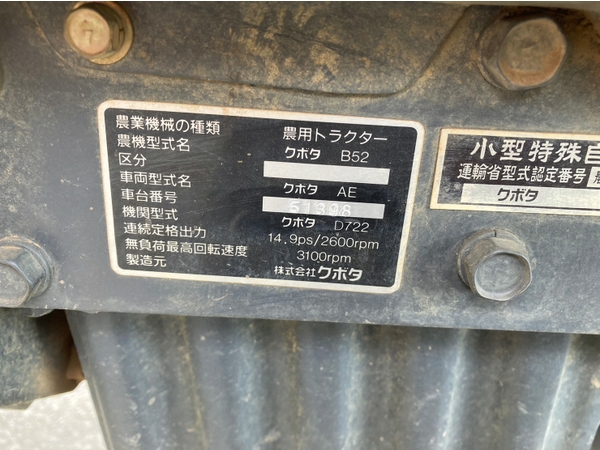 農業機械の種類 農用トラクター
農機型式名 クボタ B52
区分
車両型式名 クボタ AE
車台番号 51398
機関型式 クボタ D722
連続定格出力 14.9ps/2600rpm
無負荷最高回転速度 3100rpm
製造元 株式会社クボタ
小型特殊自
運輸省型式認定番号
クボタ
7